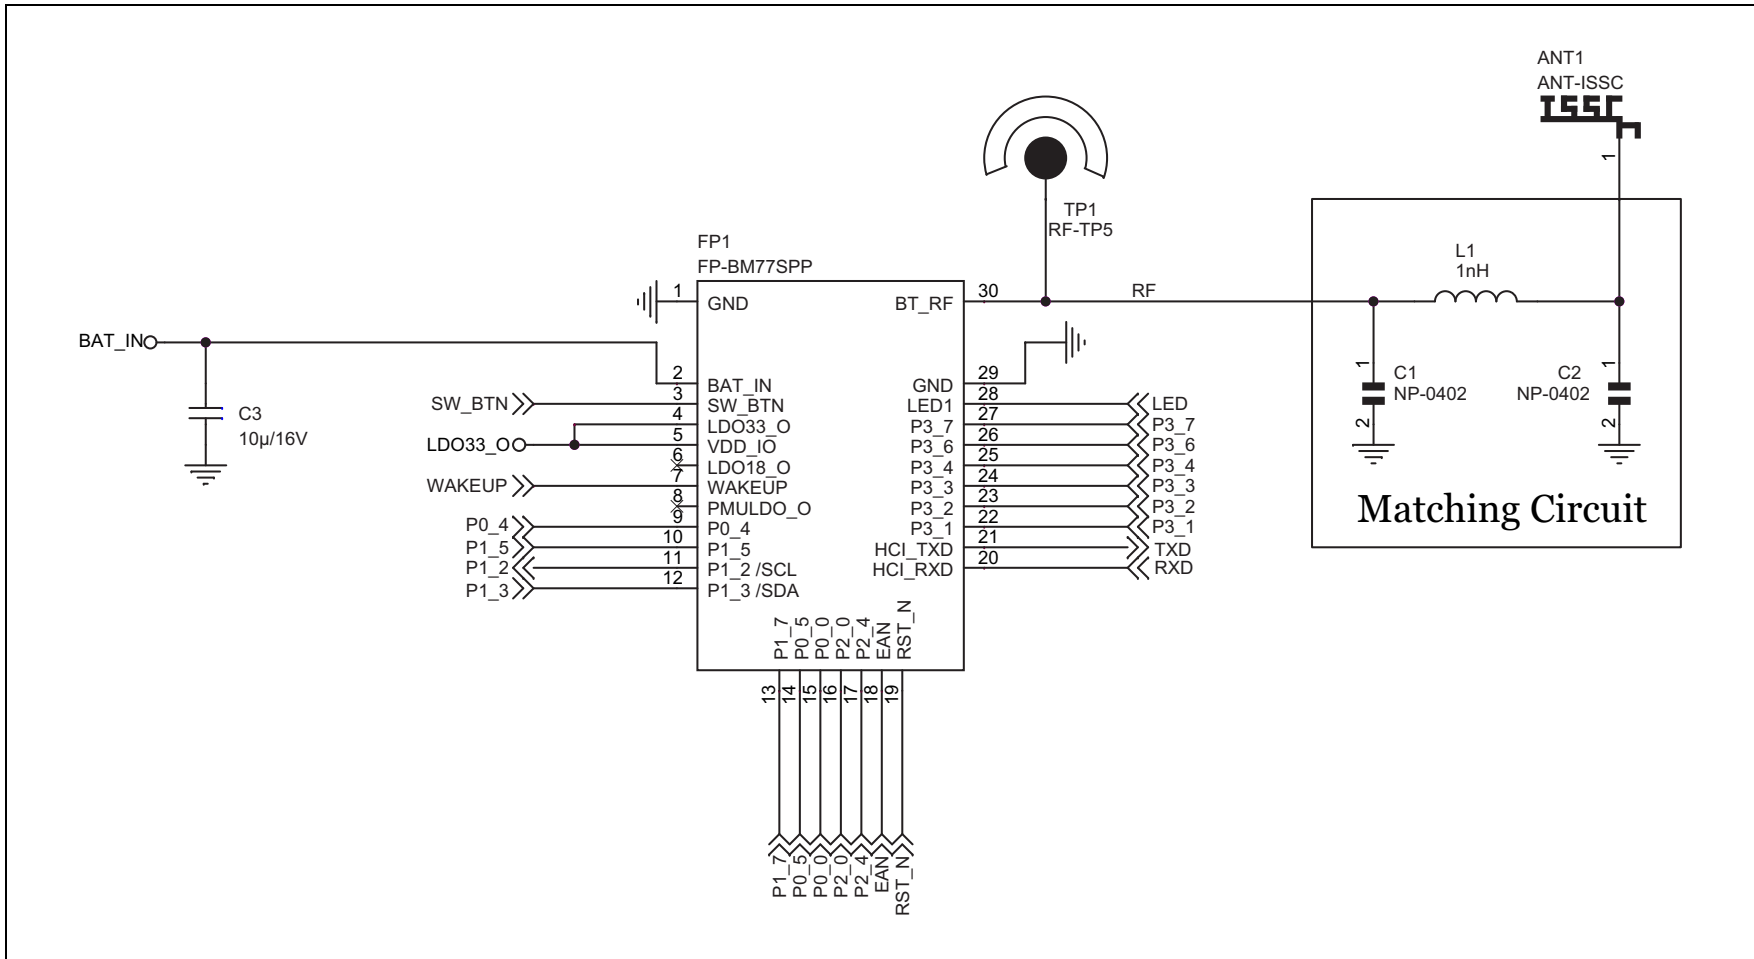 ANT1
ANT-ISSC
1
TP1
RF-TP5
FP1
FP-BM77SPP
L1
1nH
1 GND
BT_RF 30
RF
BAT_IN
2 BAT_IN
GND 29
SW_BTN 3 SW_BTN
LED1 28 LED
4 LDO33_O
P3_7 27 P3_7
LDO33_O 5 VDD_IO
P3_6 26 P3_6
6 LDO18_O
P3_4 25 P3_4
WAKEUP 7 WAKEUP
P3_3 24 P3_3
8 PMULDO_O
P3_2 23 P3_2
P0_4 9 P0_4
P3_1 22 P3_1
P1_5 10 P1_5
HCI_TXD 21 TXD
P1_2 11 P1_2 /SCL
HCI_RXD 20 RXD
P1_3 12 P1_3 /SDA
C3
10µ/16V
1
C1
NP-0402
2
1
C2
NP-0402
2
Matching Circuit
P1_7 13 P1_7
P0_5 14 P0_5
P0_0 15 P0_0
P2_0 16 P2_0
P2_4 17 P2_4
EAN 18 EAN
RST_N 19 RST_N